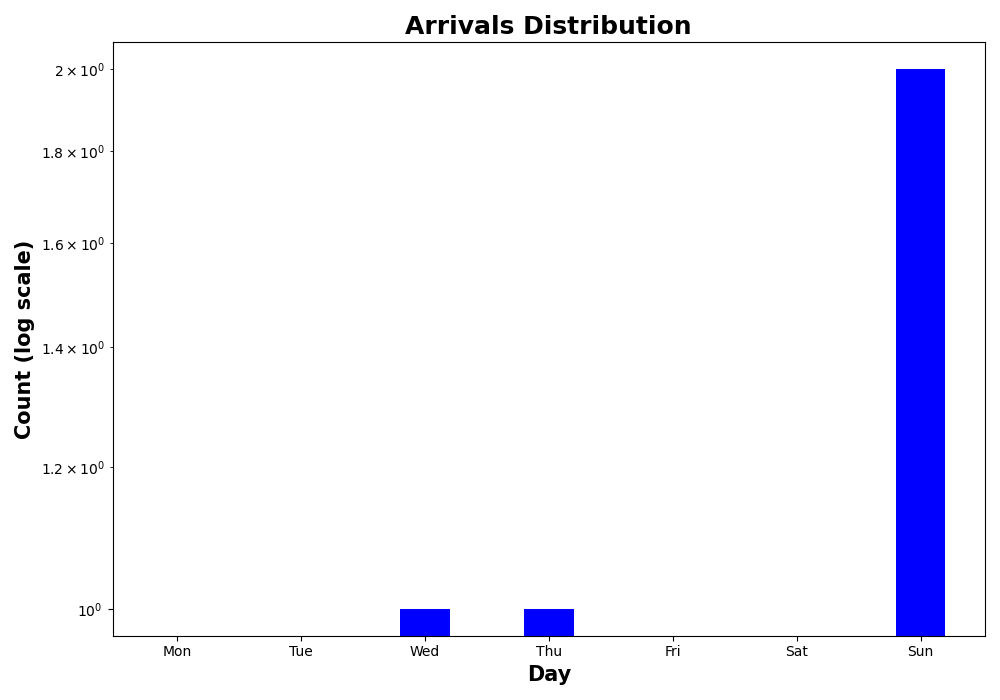 Arrivals Distribution
Count (log scale)
2 × 10⁰
1.8 × 10⁰
1.6 × 10⁰
1.4 × 10⁰
1.2 × 10⁰
10⁰
Mon Tue Wed Thu Fri Sat Sun
Day